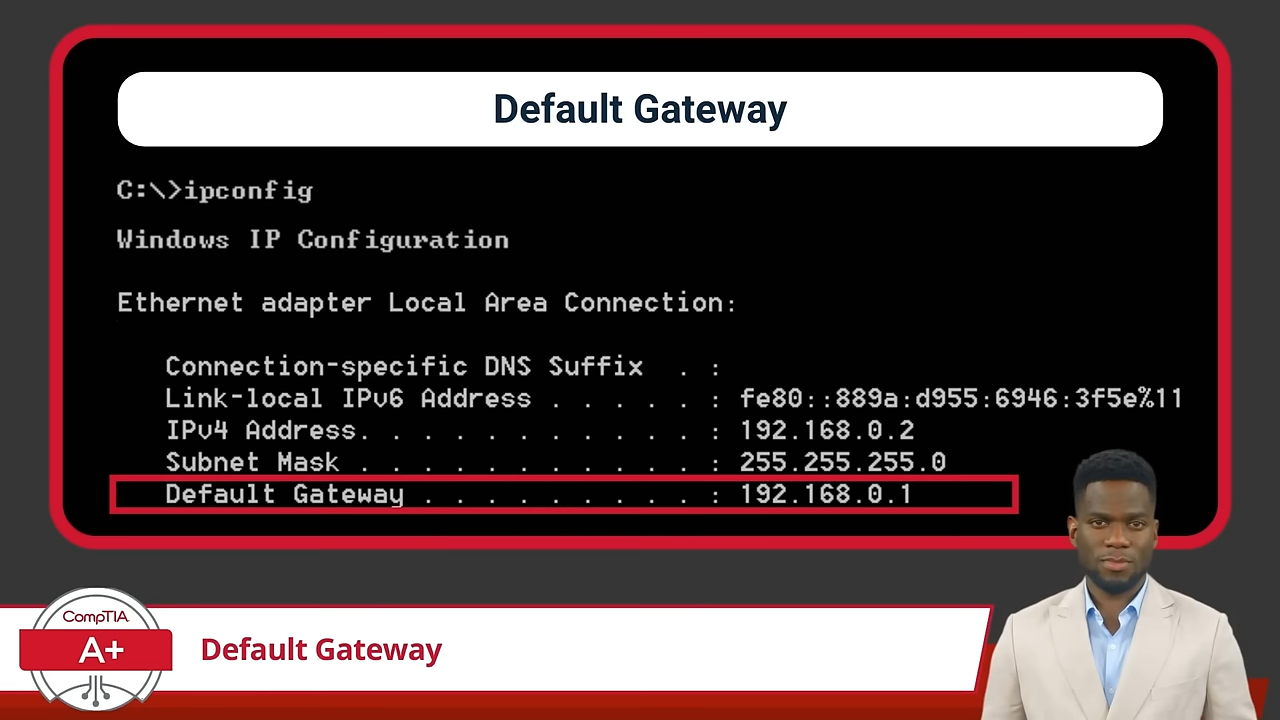 Default Gateway
C:\>ipconfig
Windows IP Configuration
Ethernet adapter Local Area Connection:
Connection-specific DNS Suffix . :
Link-local IPv6 Address . . . . . : fe80::889a:d955:6946:3f5e%11
IPv4 Address. . . . . . . . . . . : 192.168.0.2
Subnet Mask . . . . . . . . . . . : 255.255.255.0
Default Gateway . . . . . . . . . : 192.168.0.1
CompTIA
A+
Default Gateway